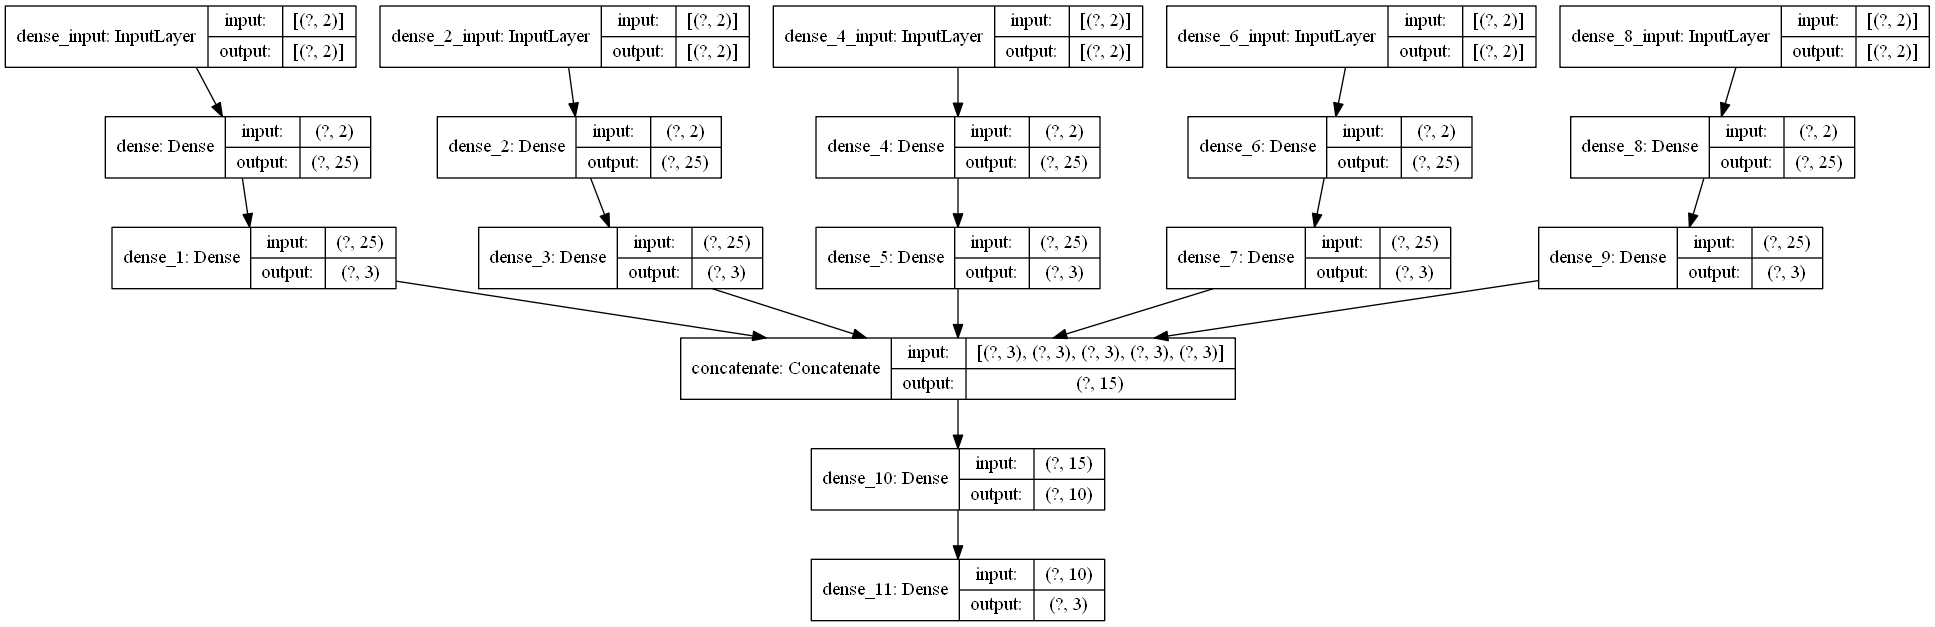 dense_input: InputLayer
input: [(?, 2)]
output: [(?, 2)]
dense_2_input: InputLayer
input: [(?, 2)]
output: [(?, 2)]
dense_4_input: InputLayer
input: [(?, 2)]
output: [(?, 2)]
dense_6_input: InputLayer
input: [(?, 2)]
output: [(?, 2)]
dense_8_input: InputLayer
input: [(?, 2)]
output: [(?, 2)]
dense: Dense
input: (?, 2)
output: (?, 25)
dense_2: Dense
input: (?, 2)
output: (?, 25)
dense_4: Dense
input: (?, 2)
output: (?, 25)
dense_6: Dense
input: (?, 2)
output: (?, 25)
dense_8: Dense
input: (?, 2)
output: (?, 25)
dense_1: Dense
input: (?, 25)
output: (?, 3)
dense_3: Dense
input: (?, 25)
output: (?, 3)
dense_5: Dense
input: (?, 25)
output: (?, 3)
dense_7: Dense
input: (?, 25)
output: (?, 3)
dense_9: Dense
input: (?, 25)
output: (?, 3)
concatenate: Concatenate
input: [(?, 3), (?, 3), (?, 3), (?, 3), (?, 3)]
output: (?, 15)
dense_10: Dense
input: (?, 15)
output: (?, 10)
dense_11: Dense
input: (?, 10)
output: (?, 3)